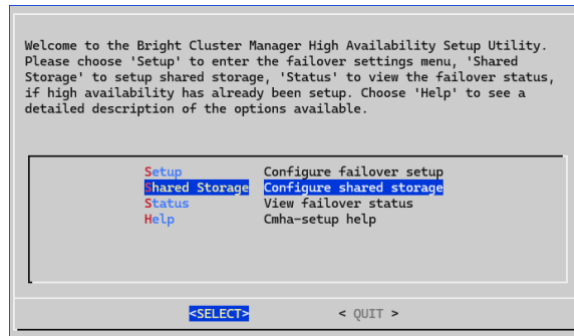 Welcome to the Bright Cluster Manager High Availability Setup Utility.
Please choose 'Setup' to enter the failover settings menu, 'Shared
Storage' to setup shared storage, 'Status' to view the failover status,
if high availability has already been setup. Choose 'Help' to see a
detailed description of the options available.
Setup Configure failover setup
Shared Storage Configure shared storage
Status View failover status
Help Cmha-setup help
<SELECT> < QUIT >